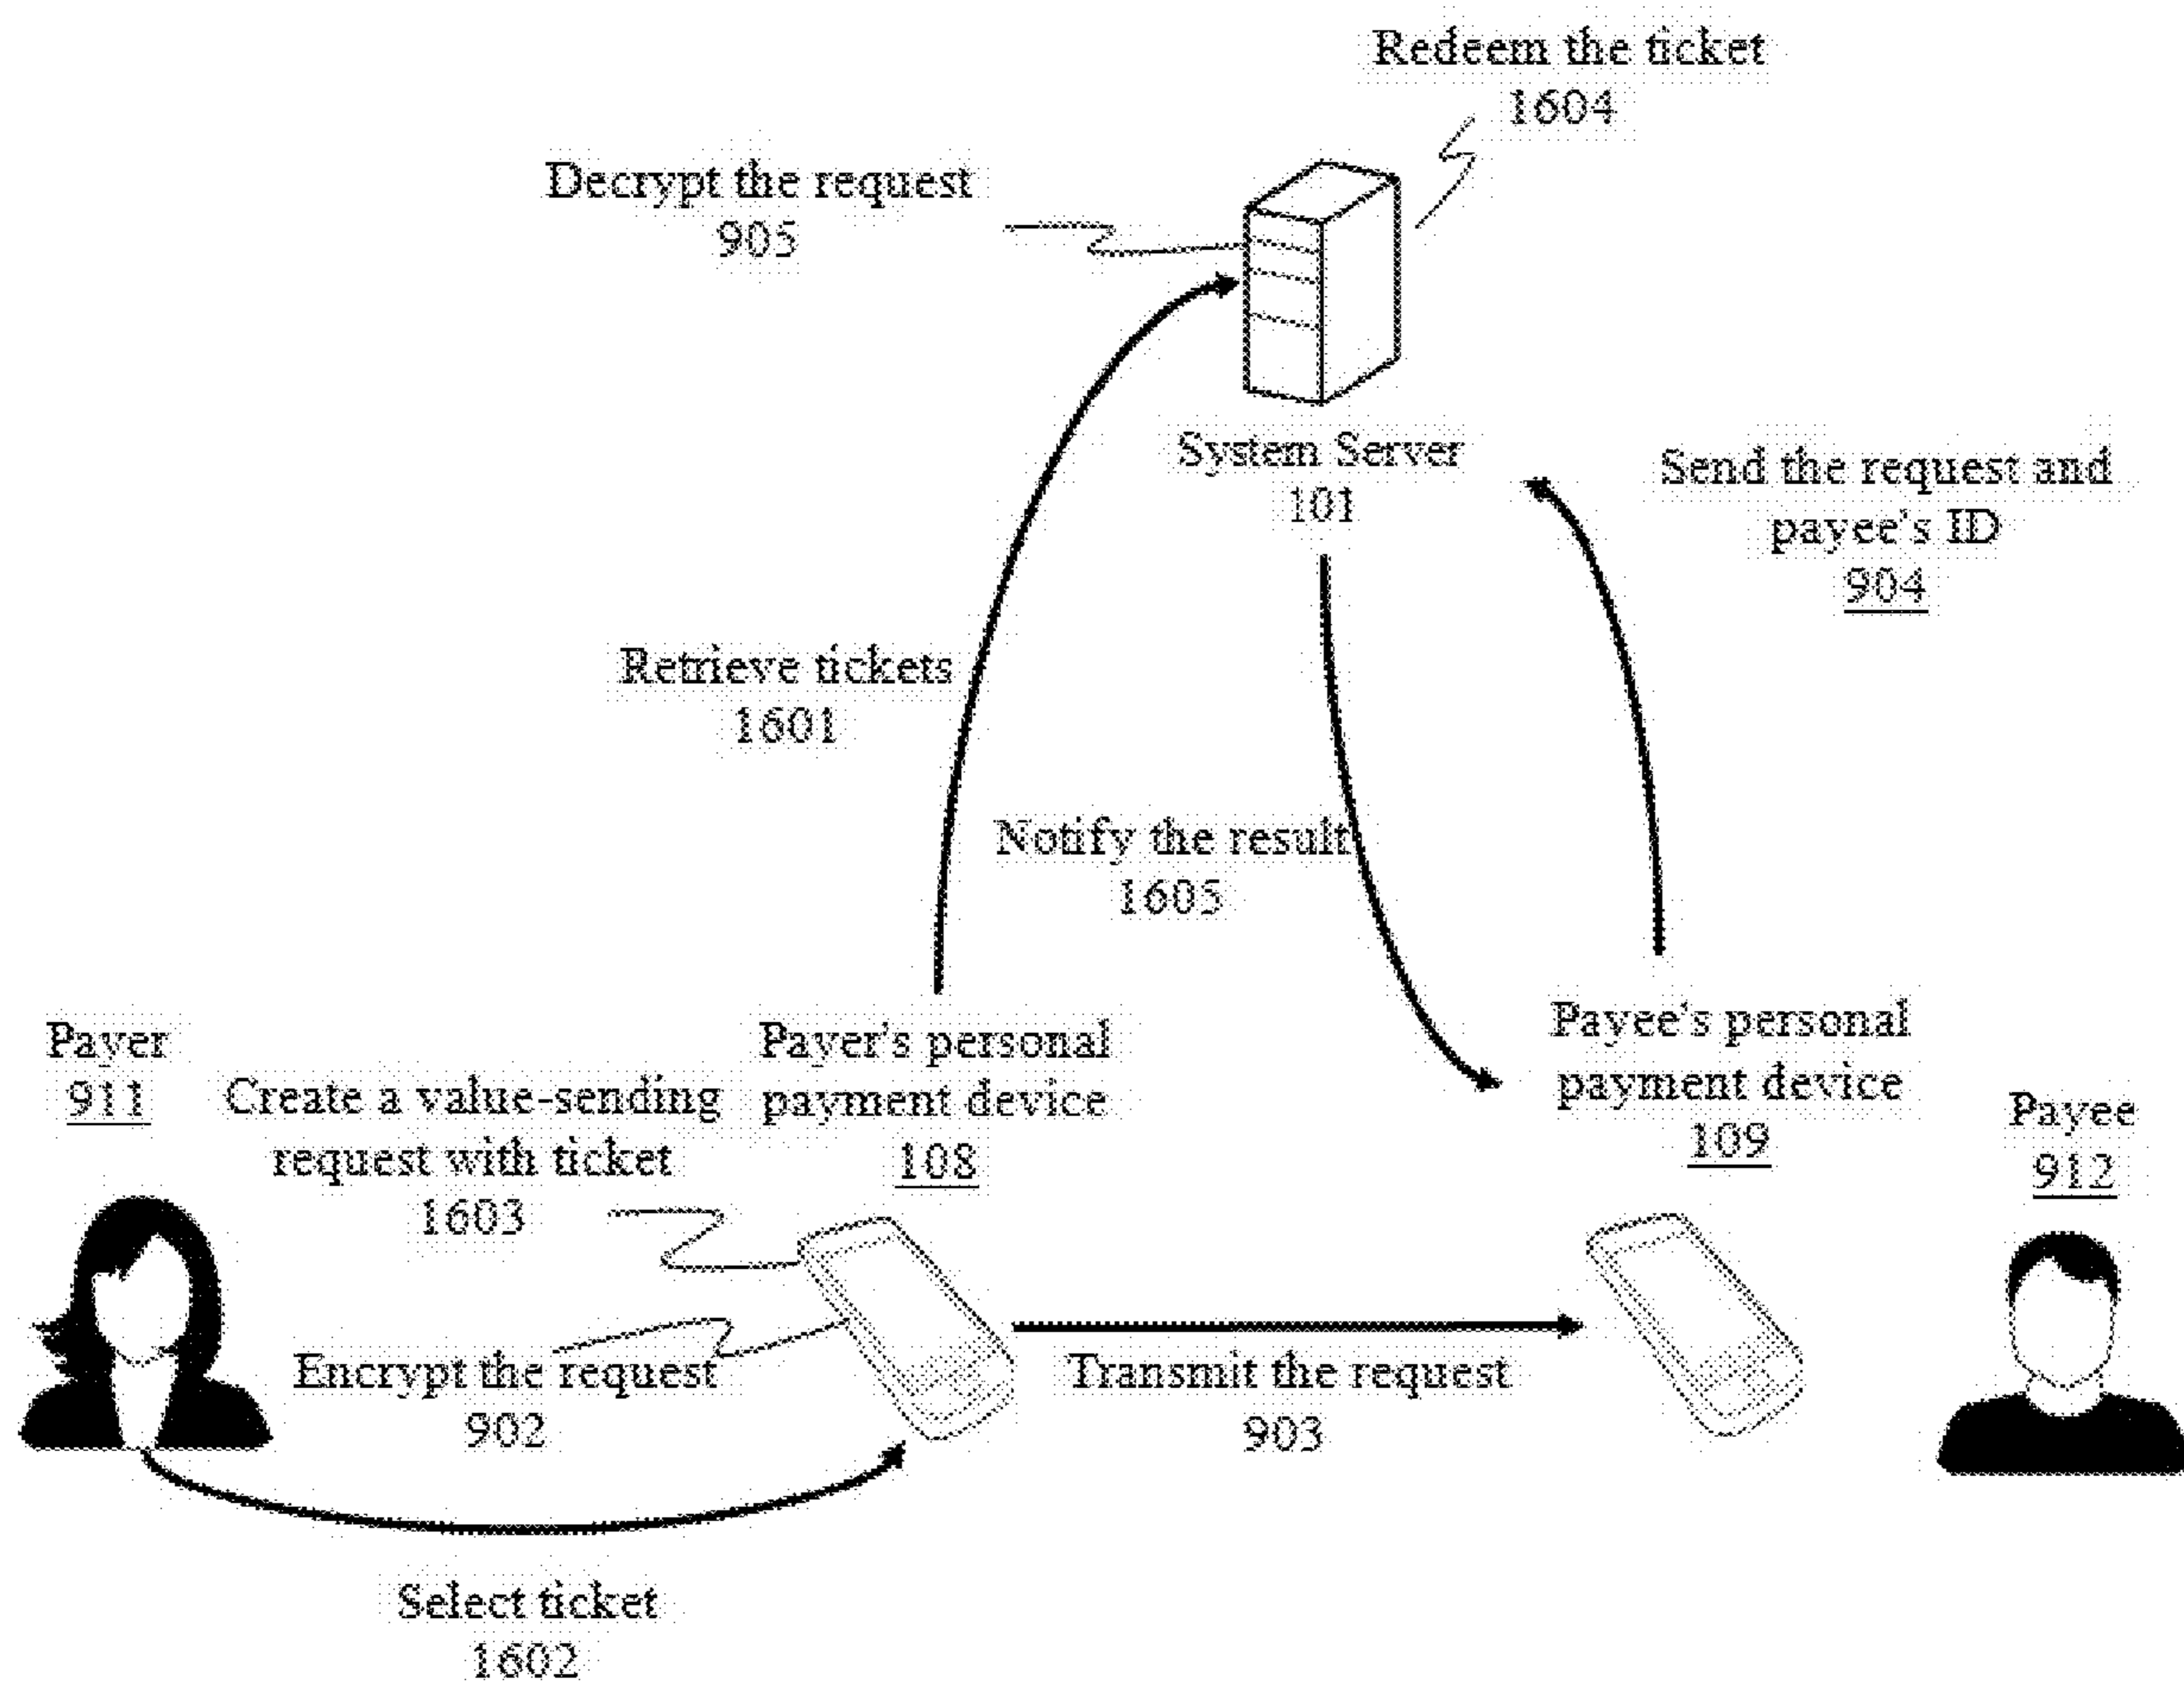 Redeem the ticket
1604
Decrypt the request
905
System Server
101
Send the request and
payee's ID
904
Retrieve tickets
1601
Notify the result
1605
Payer
911
Create a value-sending
request with ticket
1603
Payer's personal
payment device
108
Payee's personal
payment device
109
Payee
912
Encrypt the request
902
Transmit the request
903
Select ticket
1602